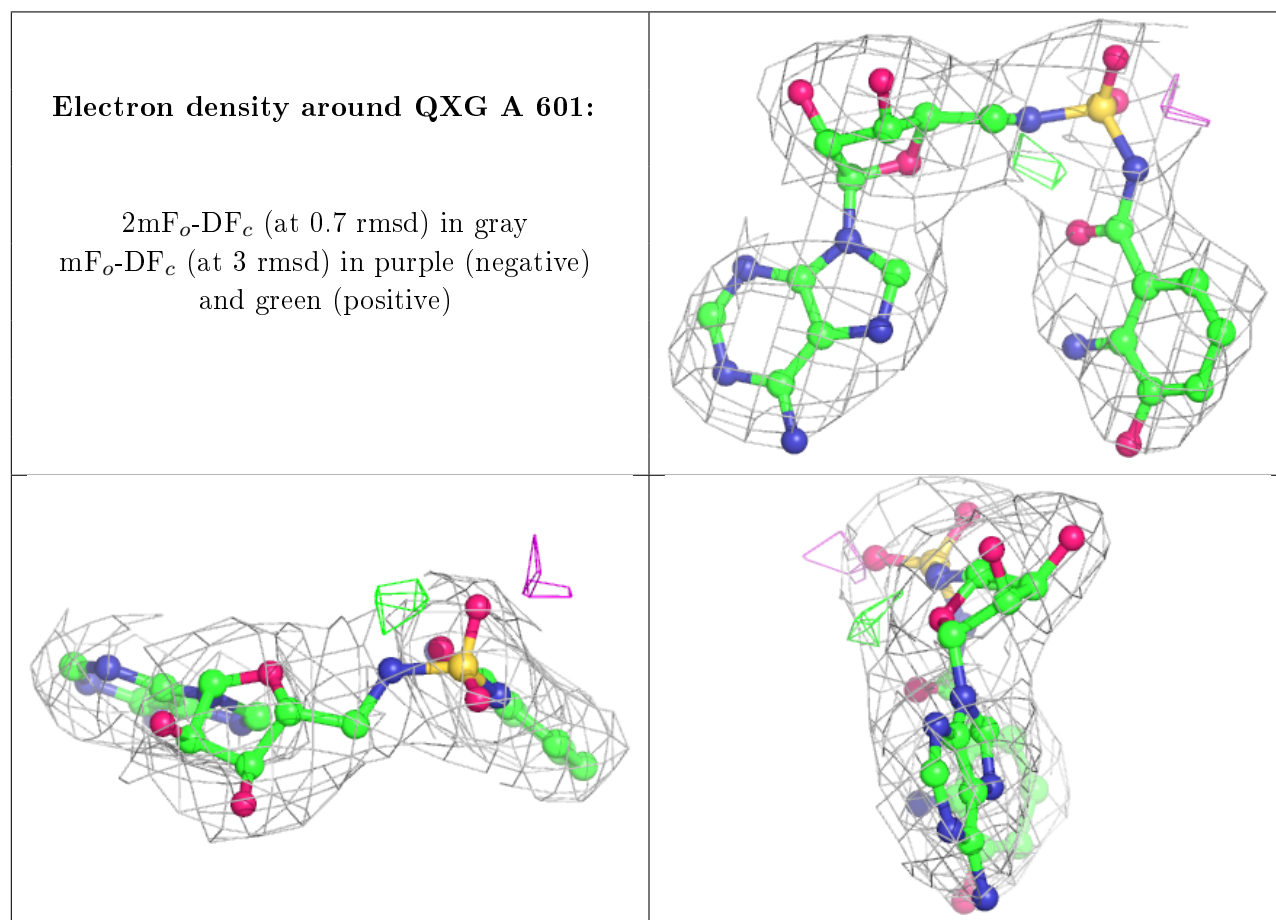 Electron density around QXG A 601:
2mFo-DFc (at 0.7 rmsd) in gray
mFo-DFc (at 3 rmsd) in purple (negative)
and green (positive)